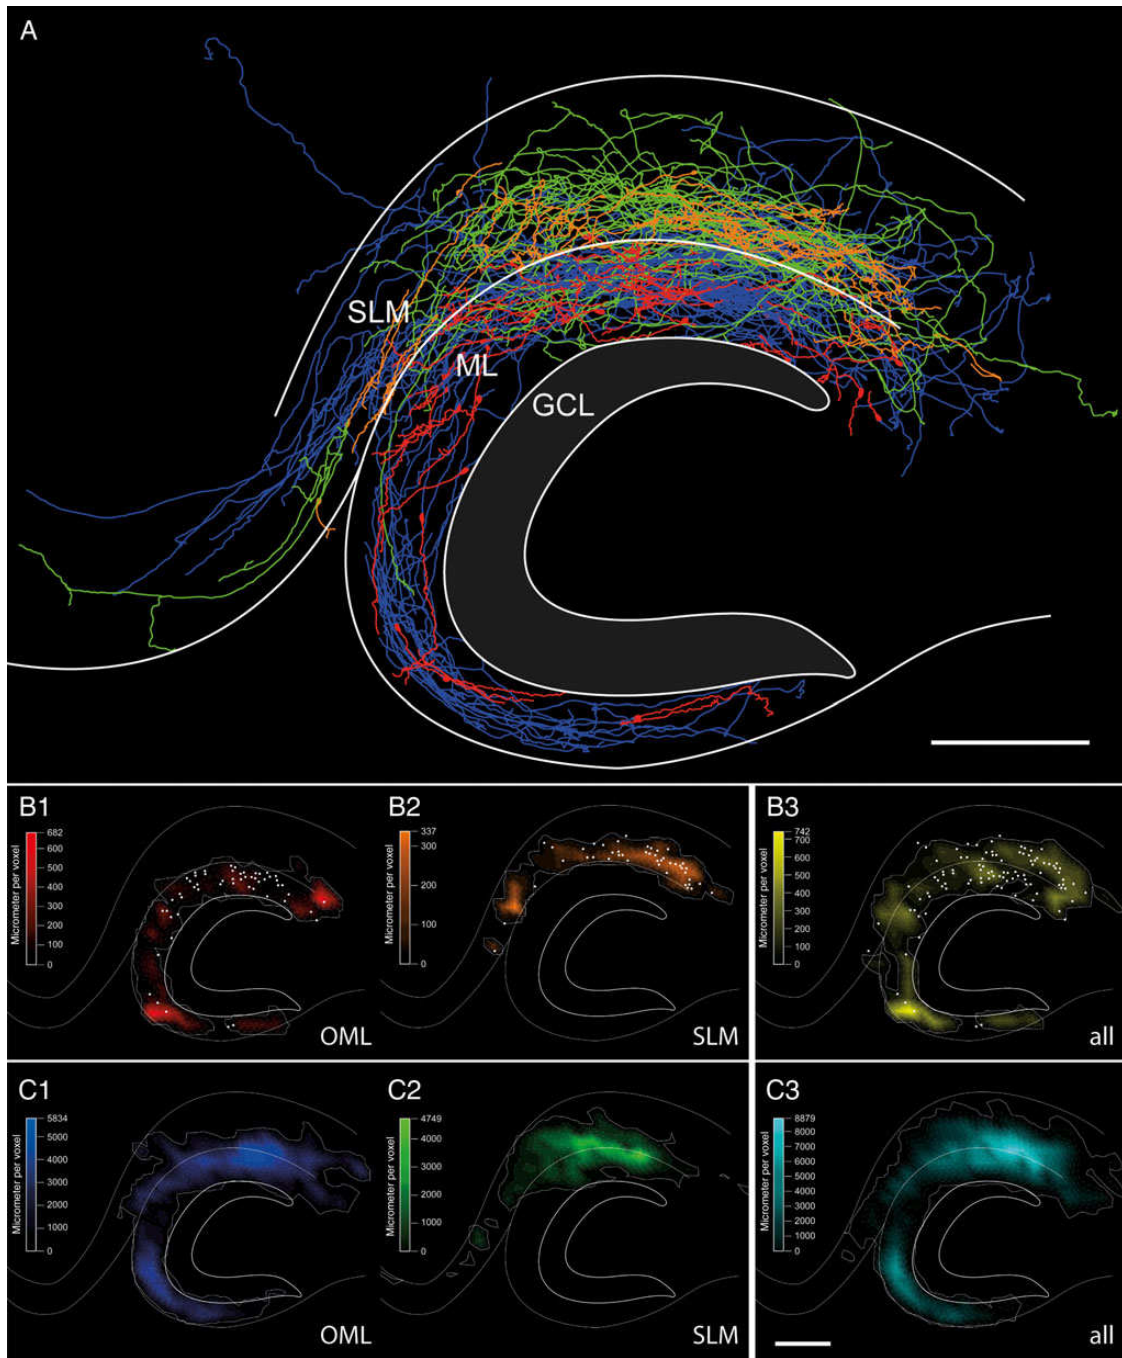 A
SLM
ML
GCL
B1
682
600
500
400
300
200
100
0
Micrometer per voxel
OML
B2
337
300
200
100
0
Micrometer per voxel
SLM
B3
742
700
600
500
400
300
200
100
0
Micrometer per voxel
all
C1
5834
5000
4000
3000
2000
1000
0
Micrometer per voxel
OML
C2
4749
4000
3000
2000
1000
0
Micrometer per voxel
SLM
C3
8879
8000
7000
6000
5000
4000
3000
2000
1000
0
Micrometer per voxel
all